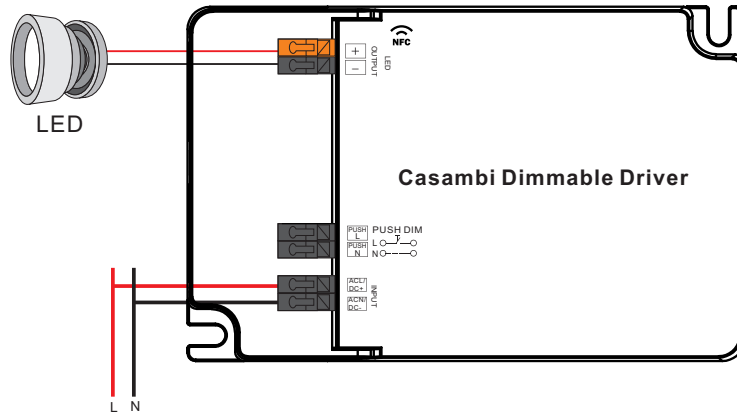 NFC
+
−
LED
OUTPUT
LED
Casambi Dimmable Driver
PUSH
L
PUSH DIM
L
PUSH
N
N
ACL/
DC+
INPUT
ACN/
DC-
L N